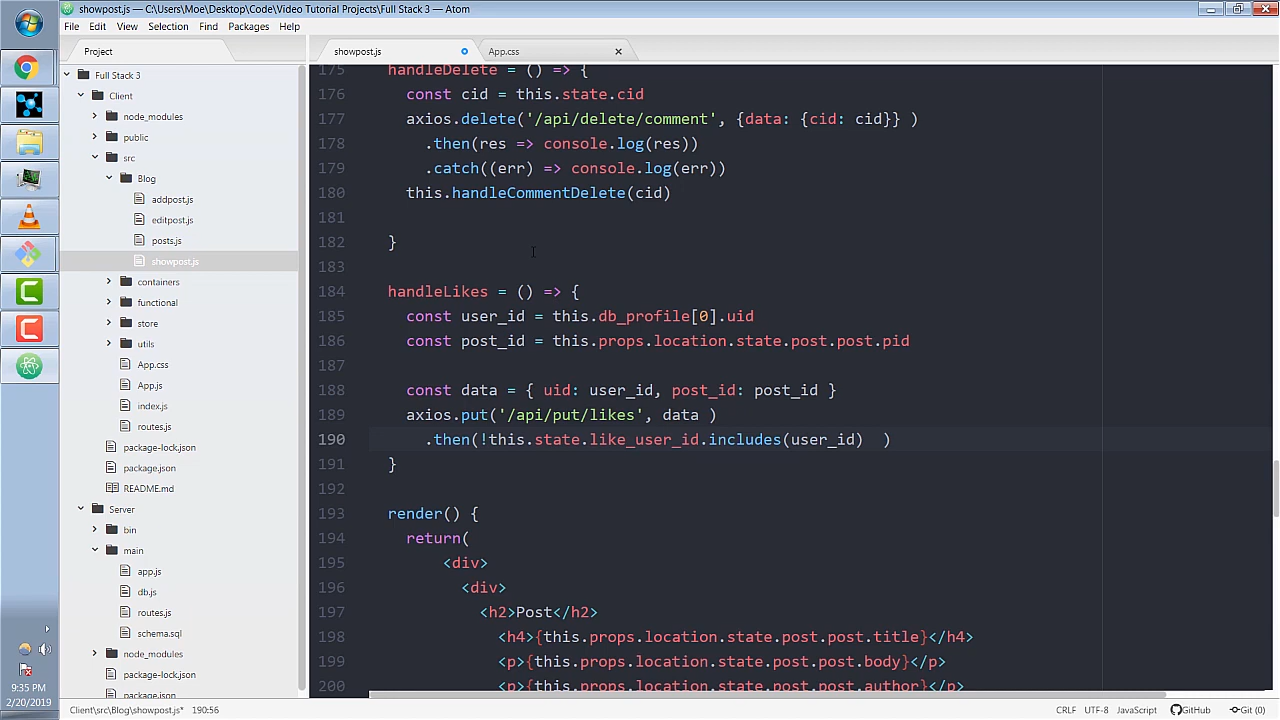 showpost.js — C:\Users\Moe\Desktop\Code\Video Tutorial Projects\Full Stack 3 — Atom
File Edit View Selection Find Packages Help
Project
showpost.js
App.css
Full Stack 3
Client
node_modules
public
src
Blog
addpost.js
editpost.js
posts.js
showpost.js
containers
functional
store
utils
App.css
App.js
index.js
routes.js
package-lock.json
package.json
README.md
Server
bin
main
app.js
db.js
routes.js
schema.sql
node_modules
package-lock.json
package.json
175 handleDelete = () => {
176 const cid = this.state.cid
177 axios.delete('/api/delete/comment', {data: {cid: cid}} )
178 .then(res => console.log(res))
179 .catch((err) => console.log(err))
180 this.handleCommentDelete(cid)
181
182 }
183
184 handleLikes = () => {
185 const user_id = this.db_profile[0].uid
186 const post_id = this.props.location.state.post.post.pid
187
188 const data = { uid: user_id, post_id: post_id }
189 axios.put('/api/put/likes', data )
190 .then(!this.state.like_user_id.includes(user_id)  )
191 }
192
193 render() {
194 return(
195 <div>
196 <div>
197 <h2>Post</h2>
198 <h4>{this.props.location.state.post.post.title}</h4>
199 <p>{this.props.location.state.post.post.body}</p>
200 <p>{this.props.location.state.post.post.author}</p>
9:35 PM
2/20/2019
Client\src\Blog\showpost.js* 190:56
CRLF UTF-8 JavaScript GitHub Git (0)